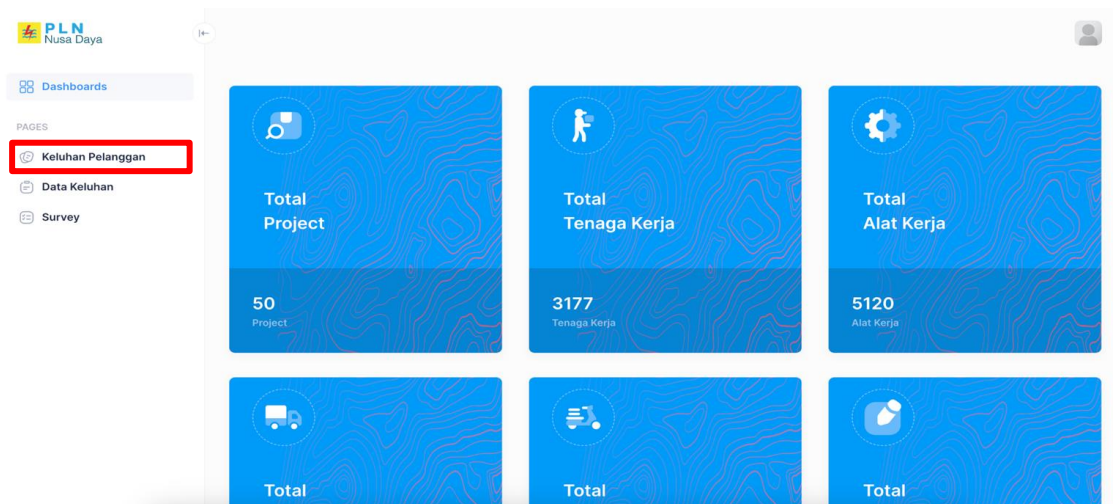 PLN
Nusa Daya
Dashboards
PAGES
Keluhan Pelanggan
Data Keluhan
Survey
Total
Project
50
Project
Total
Tenaga Kerja
3177
Tenaga Kerja
Total
Alat Kerja
5120
Alat Kerja
Total
Total
Total